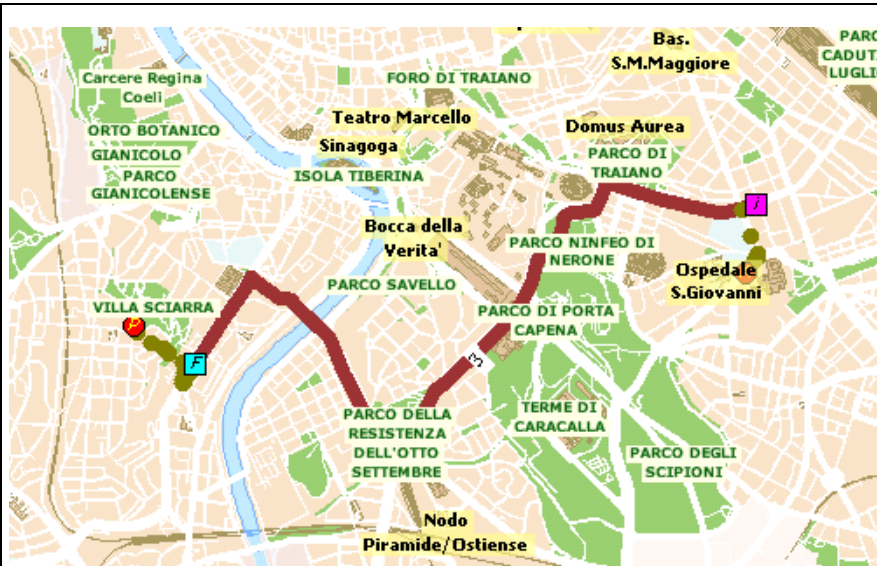 Bas.
S.M.Maggiore
PARC
CADUT
LUGLI
Carcere Regina
Coeli
FORO DI TRAIANO
Teatro Marcello
ORTO BOTANICO
Sinagoga
Domus Aurea
GIANICOLO
PARCO
GIANICOLENSE
ISOLA TIBERINA
PARCO DI
TRAIANO
Bocca della
Verita'
PARCO NINFEO DI
NERONE
Ospedale
S.Giovanni
PARCO SAVELLO
VILLA SCIARRA
P
F
PARCO DI PORTA
CAPENA
3
PARCO DELLA
RESISTENZA
DELL'OTTO
SETTEMBRE
TERME DI
CARACALLA
PARCO DEGLI
SCIPIONI
Nodo
Piramide/Ostiense